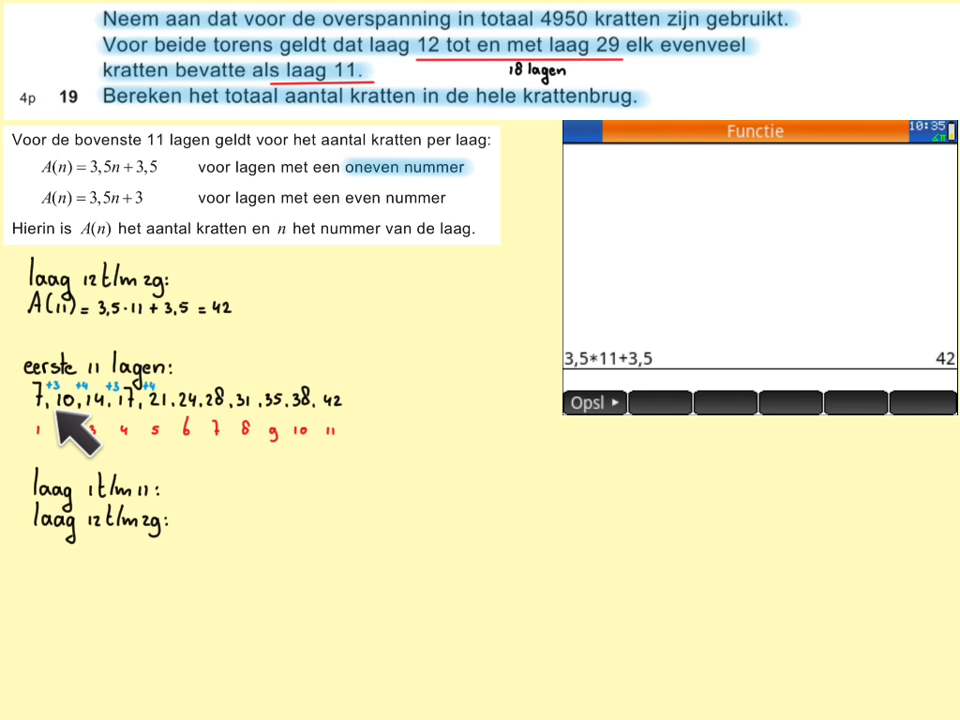 Neem aan dat voor de overspanning in totaal 4950 kratten zijn gebruikt.
Voor beide torens geldt dat laag 12 tot en met laag 29 elk evenveel
kratten bevatte als laag 11.
18 lagen
4p 19 Bereken het totaal aantal kratten in de hele krattenbrug.
Voor de bovenste 11 lagen geldt voor het aantal kratten per laag:
A(n) = 3,5n + 3,5 voor lagen met een oneven nummer
A(n) = 3,5n + 3 voor lagen met een even nummer
Hierin is A(n) het aantal kratten en n het nummer van de laag.
Functie
10:35
3,5*11+3,5 42
Opsl
laag 12 t/m 29:
A(11) = 3,5·11 + 3,5 = 42
eerste 11 lagen:
+3 +4 +3 +4
7, 10, 14, 17, 21, 24, 28, 31, 35, 38, 42
1 3 4 5 6 7 8 9 10 11
laag 1 t/m 11:
laag 12 t/m 29: